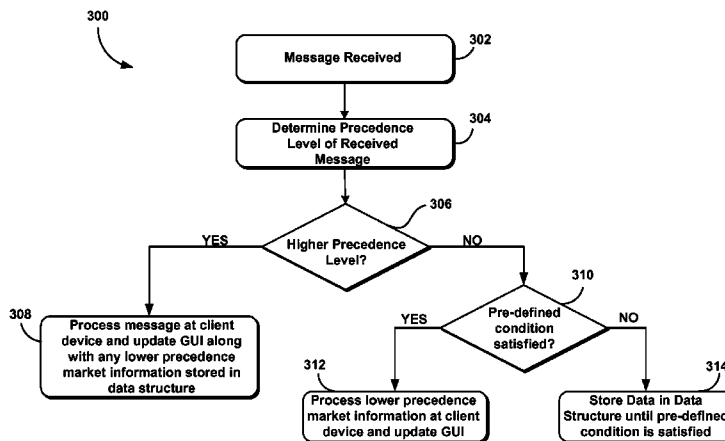 300
Message Received
302
Determine Precedence
Level of Received
Message
304
306
Higher Precedence
Level?
YES
NO
310
Pre-defined
condition
satisfied?
YES
NO
308
Process message at client
device and update GUI along
with any lower precedence
market information stored in
data structure
312
Process lower precedence
market information at client
device and update GUI
314
Store Data in Data
Structure until pre-defined
condition is satisfied